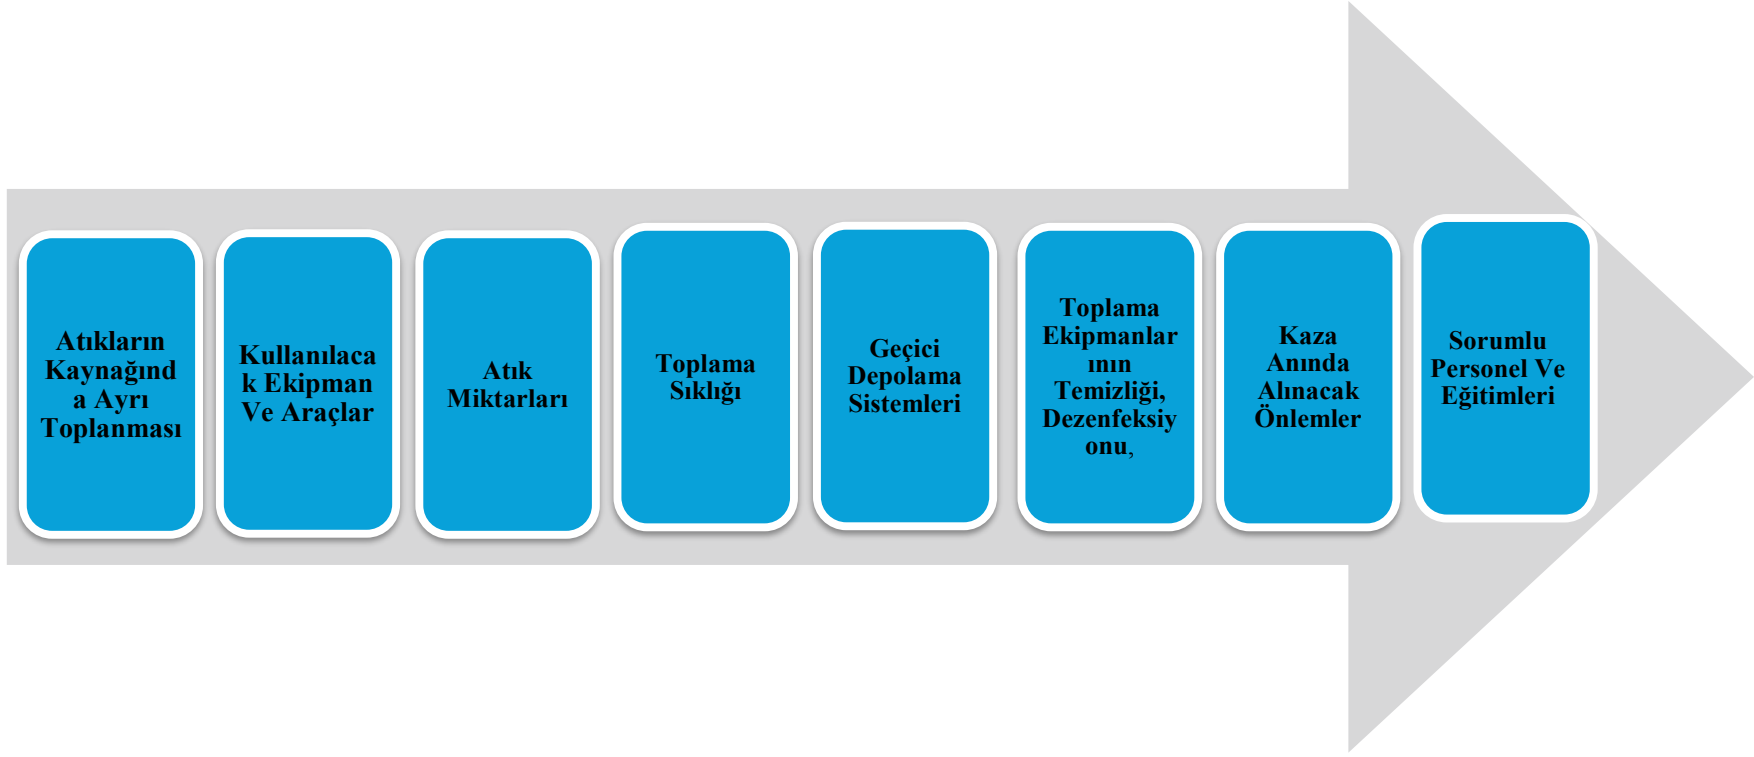 Atıkların
Kaynağınd
a Ayrı
Toplanması
Kullanılaca
k Ekipman
Ve Araçlar
Atık
Miktarları
Toplama
Sıklığı
Geçici
Depolama
Sistemleri
Toplama
Ekipmanlar
ının
Temizliği,
Dezenfeksiy
onu,
Kaza
Anında
Alınacak
Önlemler
Sorumlu
Personel Ve
Eğitimleri